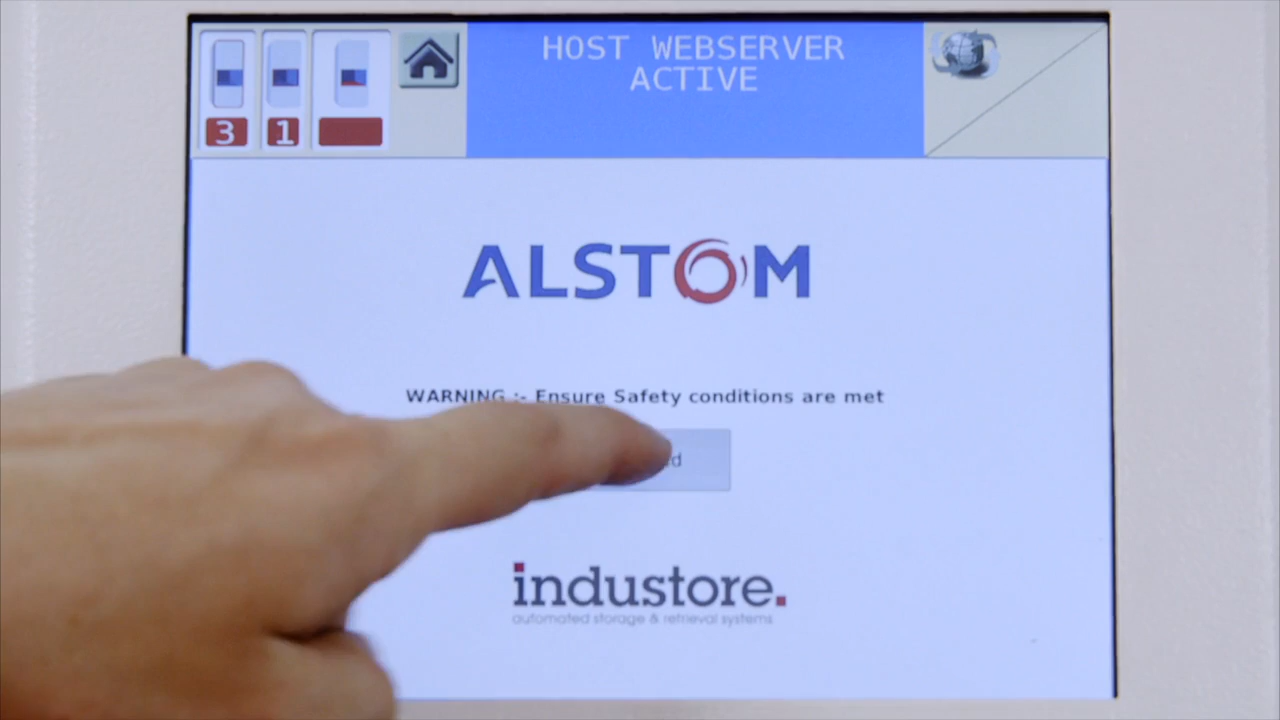 HOST WEBSERVER
ACTIVE
3 1
ALSTOM
WARNING :- Ensure Safety conditions are met
industore.
automated storage & retrieval systems